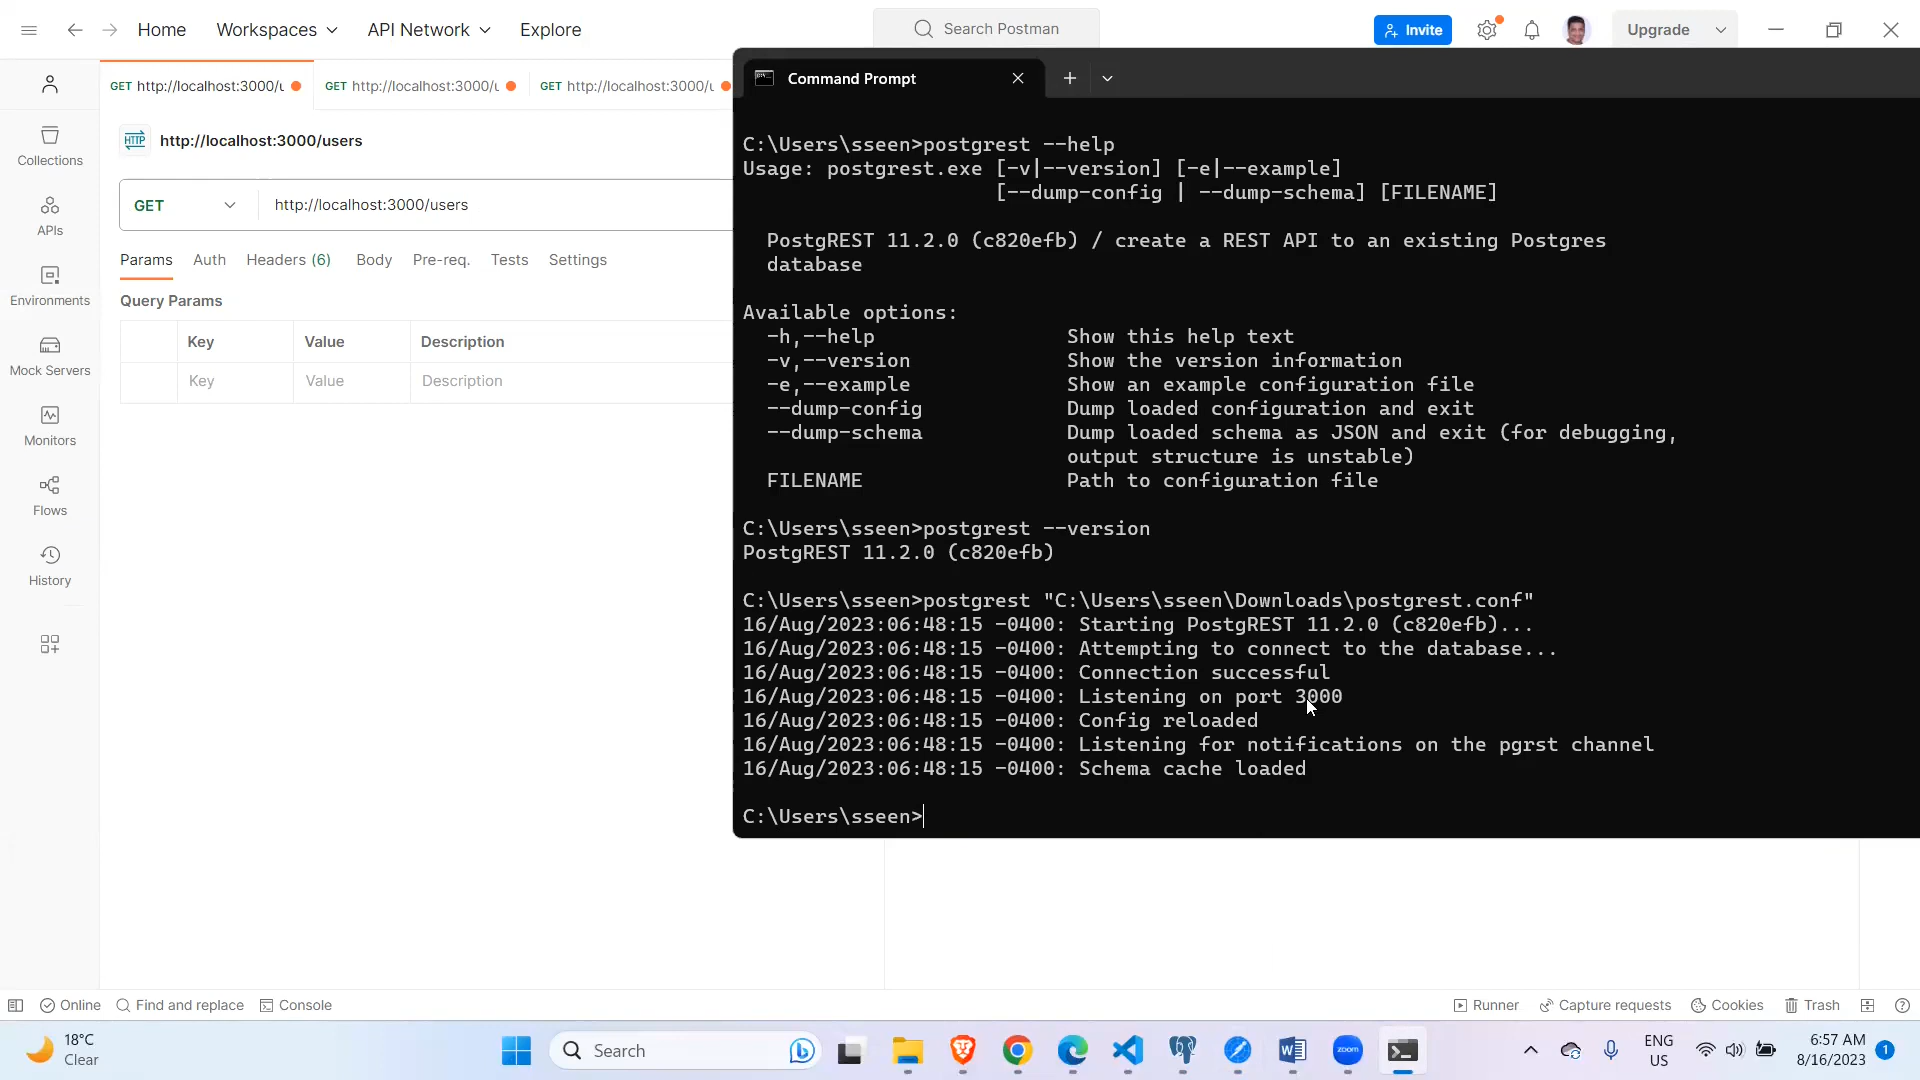 Home Workspaces API Network Explore
Search Postman
Invite
Upgrade
GET http://localhost:3000/u
GET http://localhost:3000/u
GET http://localhost:3000/u
Command Prompt
HTTP http://localhost:3000/users
GET http://localhost:3000/users
Params Auth Headers (6) Body Pre-req. Tests Settings
Query Params
Key Value Description
Key Value Description
Collections
APIs
Environments
Mock Servers
Monitors
Flows
History
C:\Users\sseen>postgrest --help
Usage: postgrest.exe [-v|--version] [-e|--example]
[--dump-config | --dump-schema] [FILENAME]
PostgREST 11.2.0 (c820efb) / create a REST API to an existing Postgres
database
Available options:
-h,--help Show this help text
-v,--version Show the version information
-e,--example Show an example configuration file
--dump-config Dump loaded configuration and exit
--dump-schema Dump loaded schema as JSON and exit (for debugging,
output structure is unstable)
FILENAME Path to configuration file
C:\Users\sseen>postgrest --version
PostgREST 11.2.0 (c820efb)
C:\Users\sseen>postgrest "C:\Users\sseen\Downloads\postgrest.conf"
16/Aug/2023:06:48:15 -0400: Starting PostgREST 11.2.0 (c820efb)...
16/Aug/2023:06:48:15 -0400: Attempting to connect to the database...
16/Aug/2023:06:48:15 -0400: Connection successful
16/Aug/2023:06:48:15 -0400: Listening on port 3000
16/Aug/2023:06:48:15 -0400: Config reloaded
16/Aug/2023:06:48:15 -0400: Listening for notifications on the pgrst channel
16/Aug/2023:06:48:15 -0400: Schema cache loaded
C:\Users\sseen>
Online Find and replace Console
Runner Capture requests Cookies Trash
18°C
Clear
Search
zoom
ENG
US
6:57 AM
8/16/2023
1